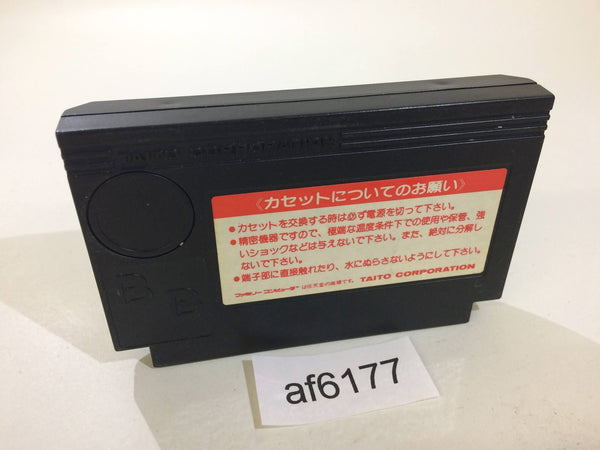 TAITO CORPORATION
《カセットについてのお願い》
●カセットを交換する時は必ず電源を切って下さい。
●精密機器ですので、極端な温度条件下での使用や保管、強
いショックなどは与えないで下さい。また、絶対に分解し
ないで下さい。
●端子部に直接触れたり、水にぬらさないようにして下さい。
ファミリーコンピュータ は任天堂の商標です。 TAITO CORPORATION
af6177